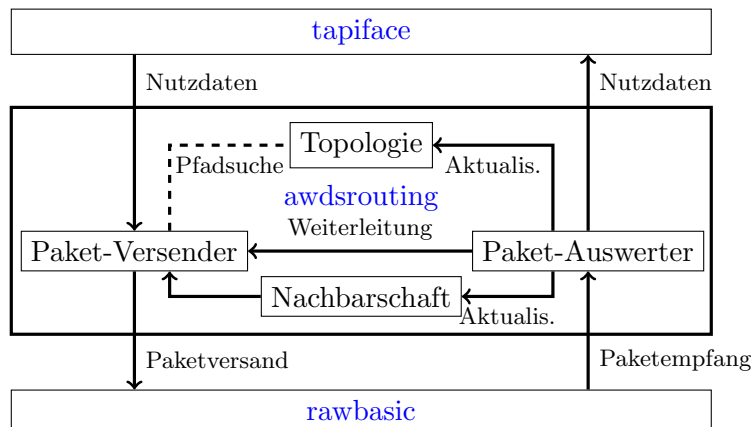 tapiface
Nutzdaten
Nutzdaten
Topologie
Pfadsuche
Aktualis.
awdsrouting
Weiterleitung
Paket-Versender
Paket-Auswerter
Nachbarschaft
Aktualis.
Paketversand
Paketempfang
rawbasic